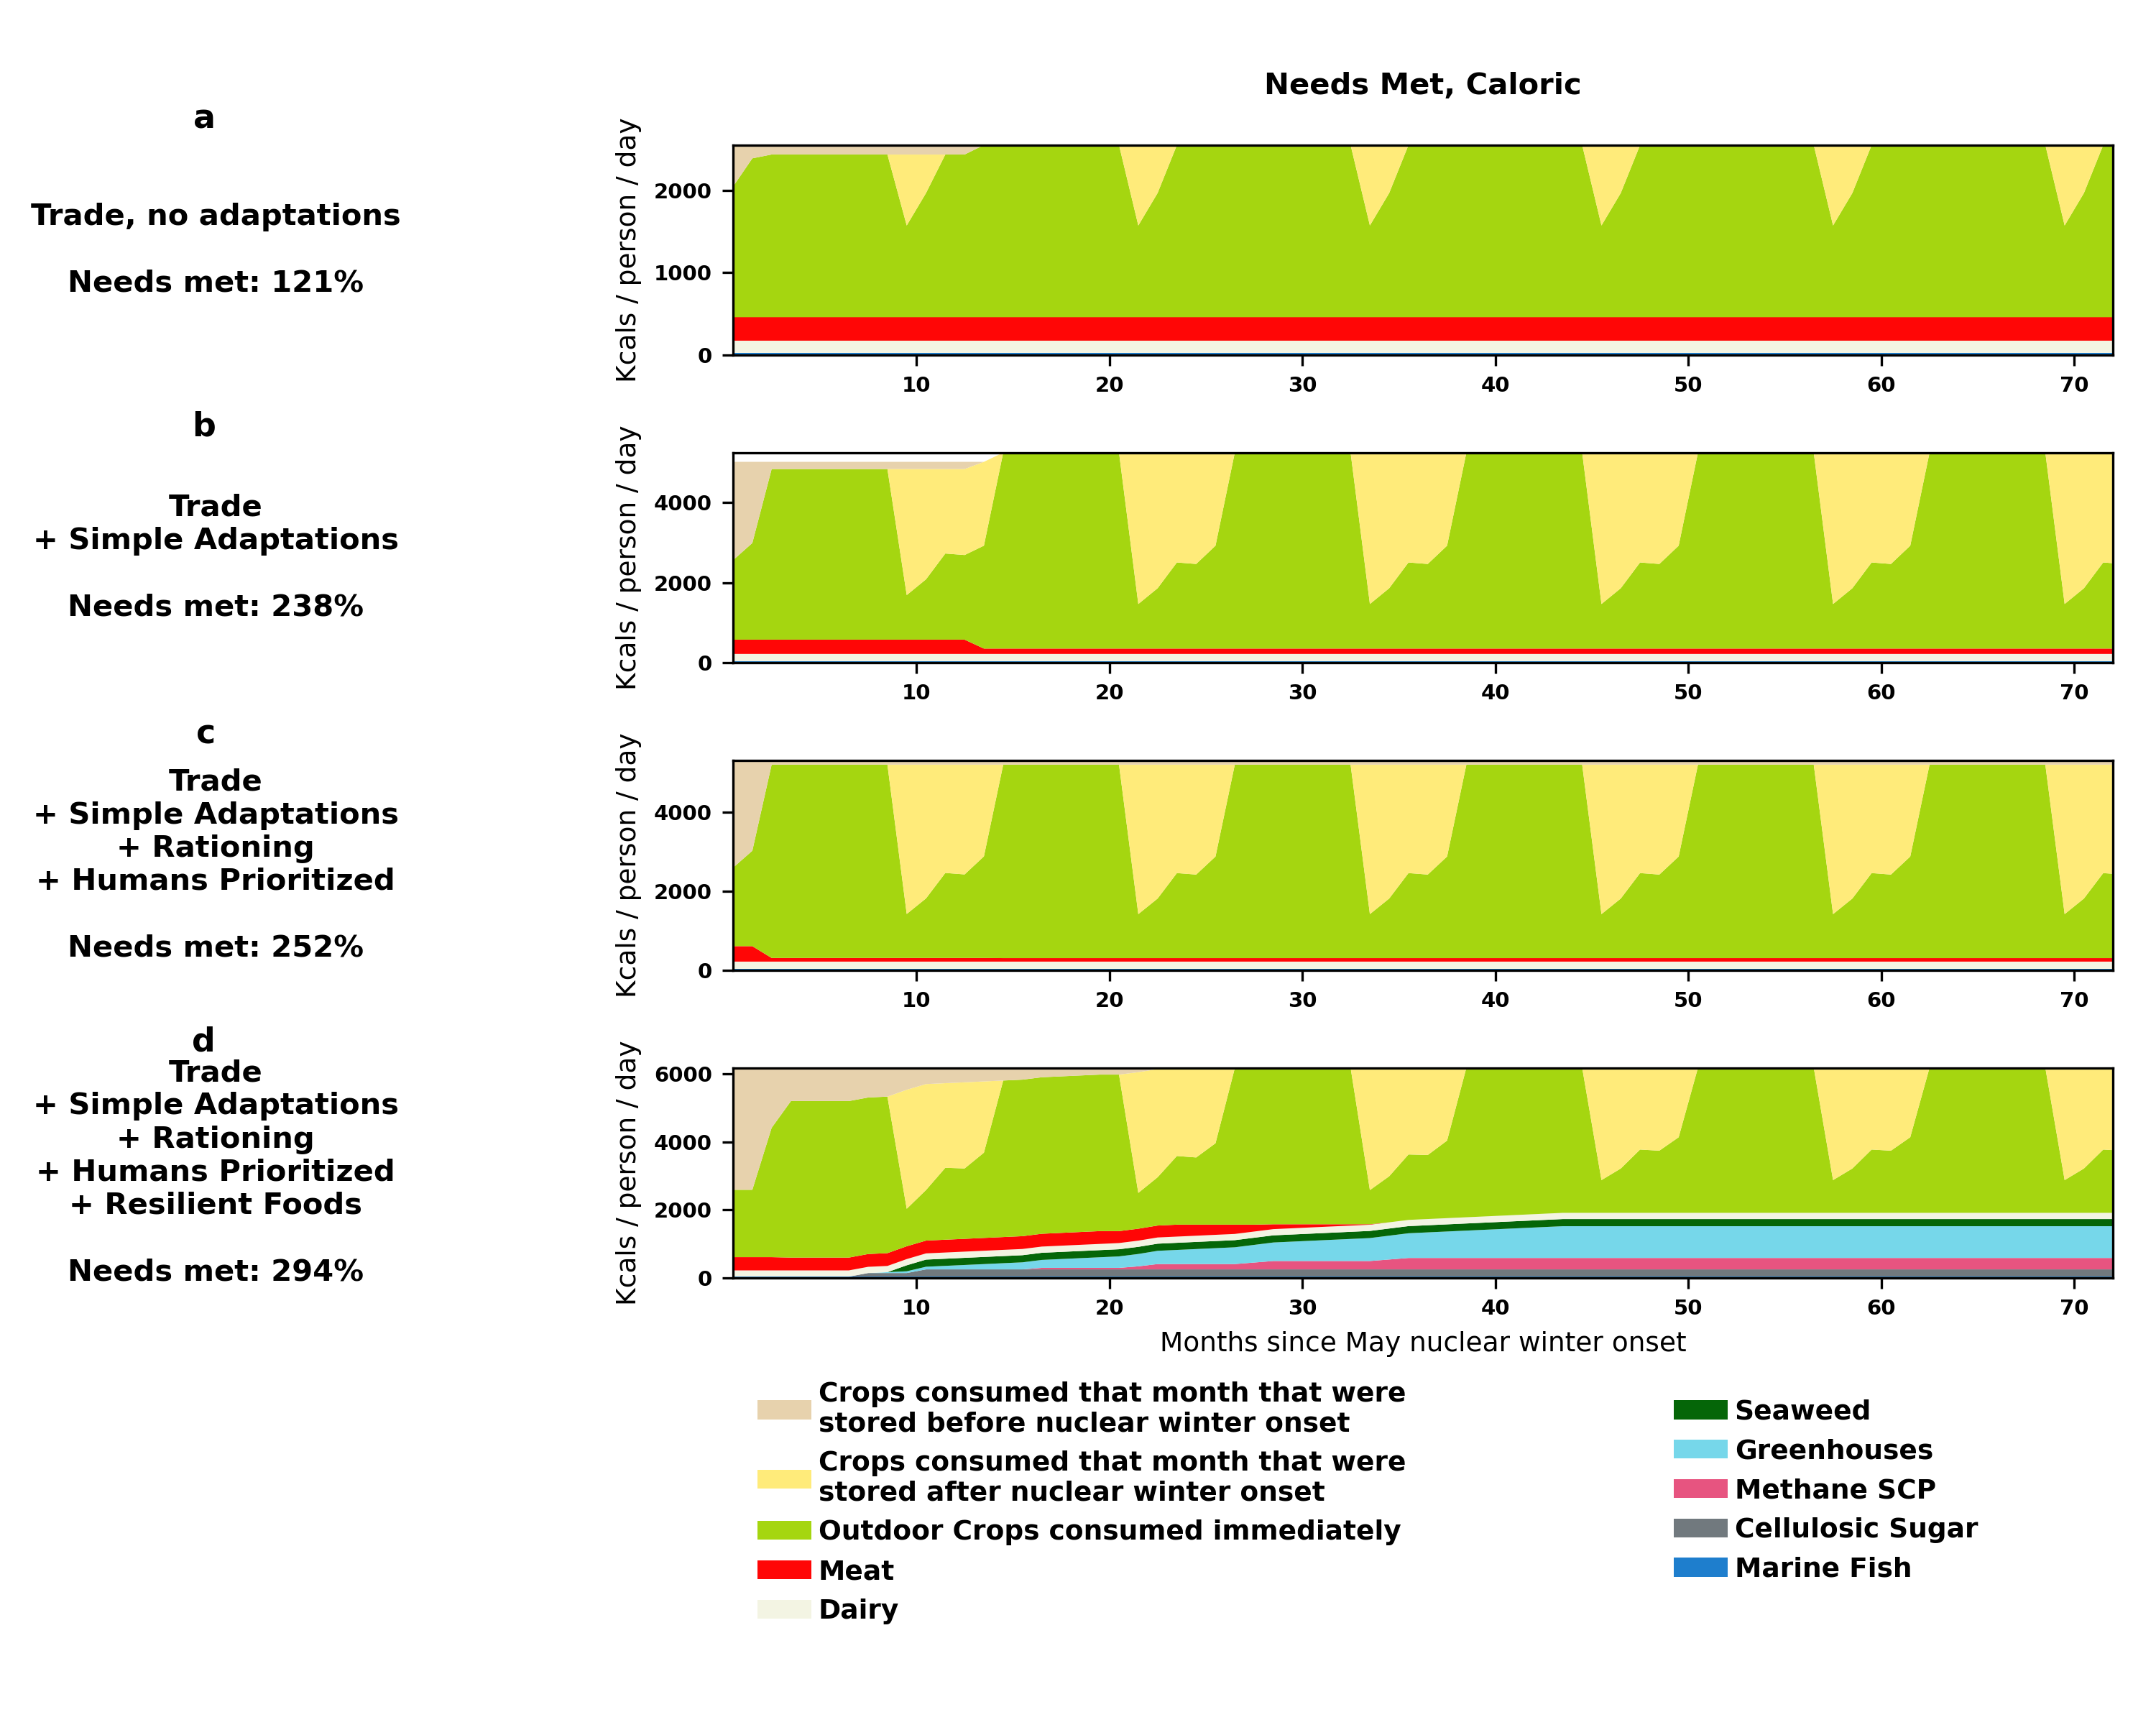 Needs Met, Caloric
a
Trade, no adaptations
Needs met: 121%
Kcals / person / day
2000
1000
0
10 20 30 40 50 60 70
b
Trade
+ Simple Adaptations
Needs met: 238%
Kcals / person / day
4000
2000
0
10 20 30 40 50 60 70
c
Trade
+ Simple Adaptations
+ Rationing
+ Humans Prioritized
Needs met: 252%
Kcals / person / day
4000
2000
0
10 20 30 40 50 60 70
d
Trade
+ Simple Adaptations
+ Rationing
+ Humans Prioritized
+ Resilient Foods
Needs met: 294%
Kcals / person / day
6000
4000
2000
0
10 20 30 40 50 60 70
Months since May nuclear winter onset
Crops consumed that month that were
stored before nuclear winter onset
Crops consumed that month that were
stored after nuclear winter onset
Outdoor Crops consumed immediately
Meat
Dairy
Seaweed
Greenhouses
Methane SCP
Cellulosic Sugar
Marine Fish